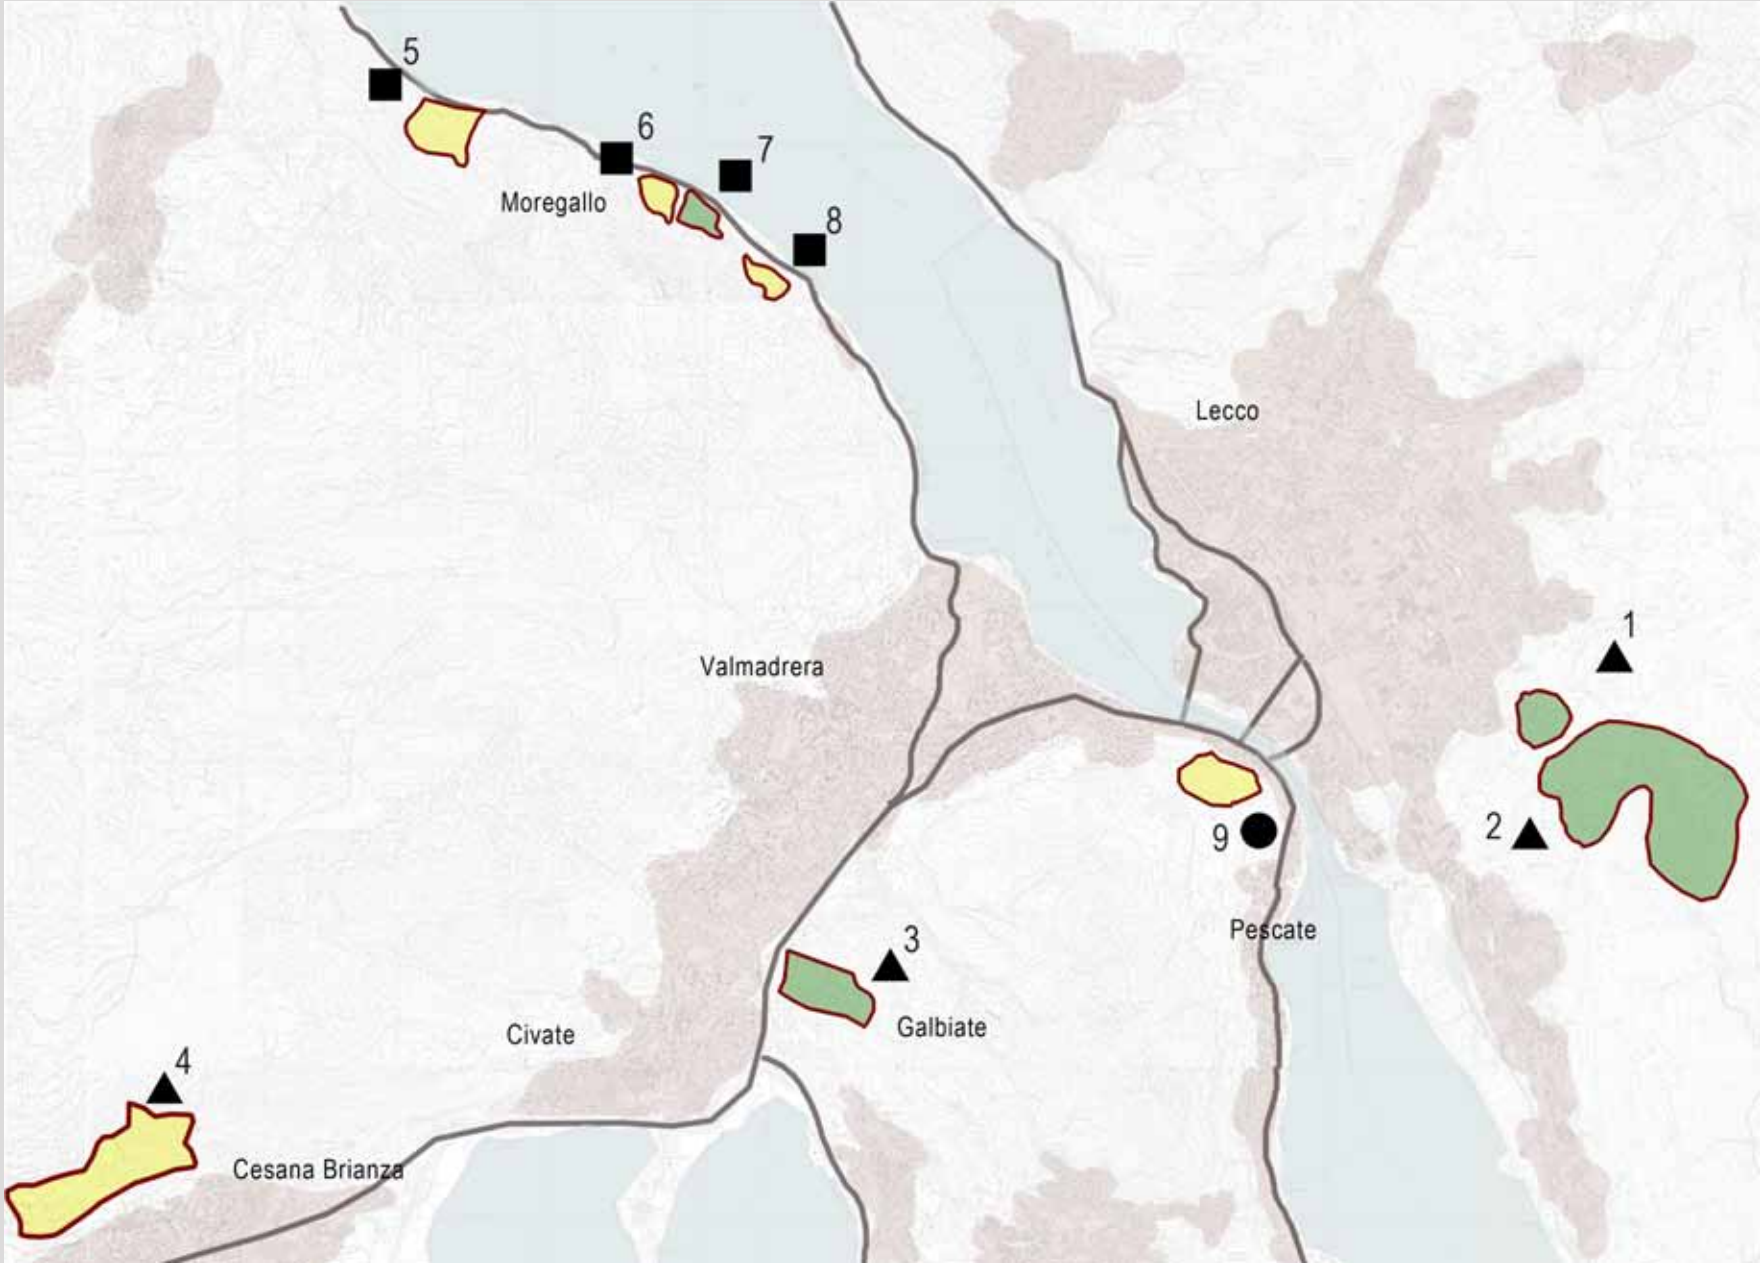 5
6
7
Moregallo
8
Lecco
1
Valmadrera
2
9
Pescate
3
Galbiate
Civate
4
Cesana Brianza